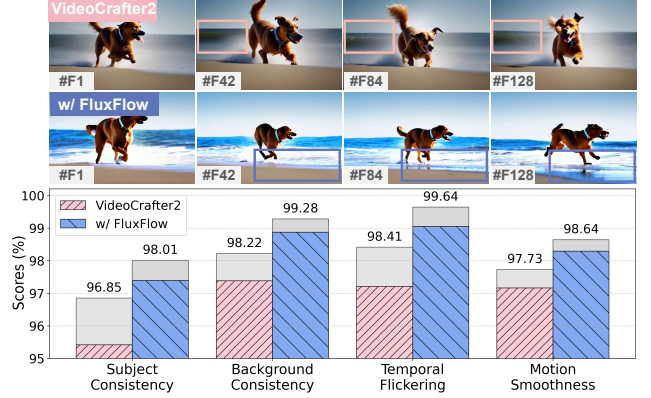 VideoCrafter2
#F1
#F42
#F84
#F128
w/ FluxFlow
#F1
#F42
#F84
#F128
Scores (%)
100
99
98
97
96
95
VideoCrafter2
w/ FluxFlow
96.85
98.01
98.22
99.28
98.41
99.64
97.73
98.64
Subject
Consistency
Background
Consistency
Temporal
Flickering
Motion
Smoothness